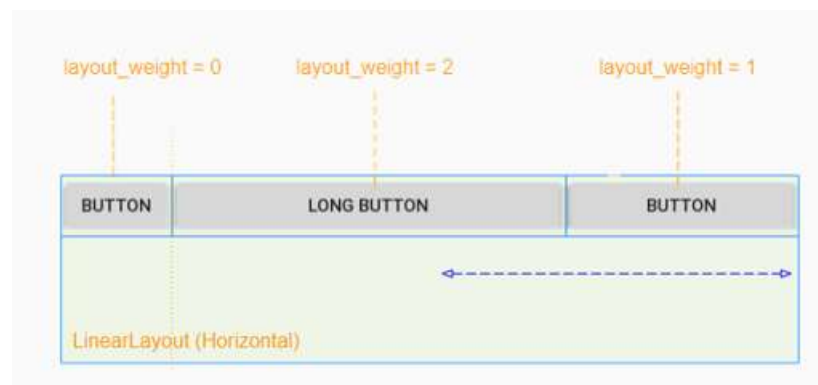 layout_weight = 0 layout_weight = 2 layout_weight = 1
BUTTON LONG BUTTON BUTTON
LinearLayout (Horizontal)